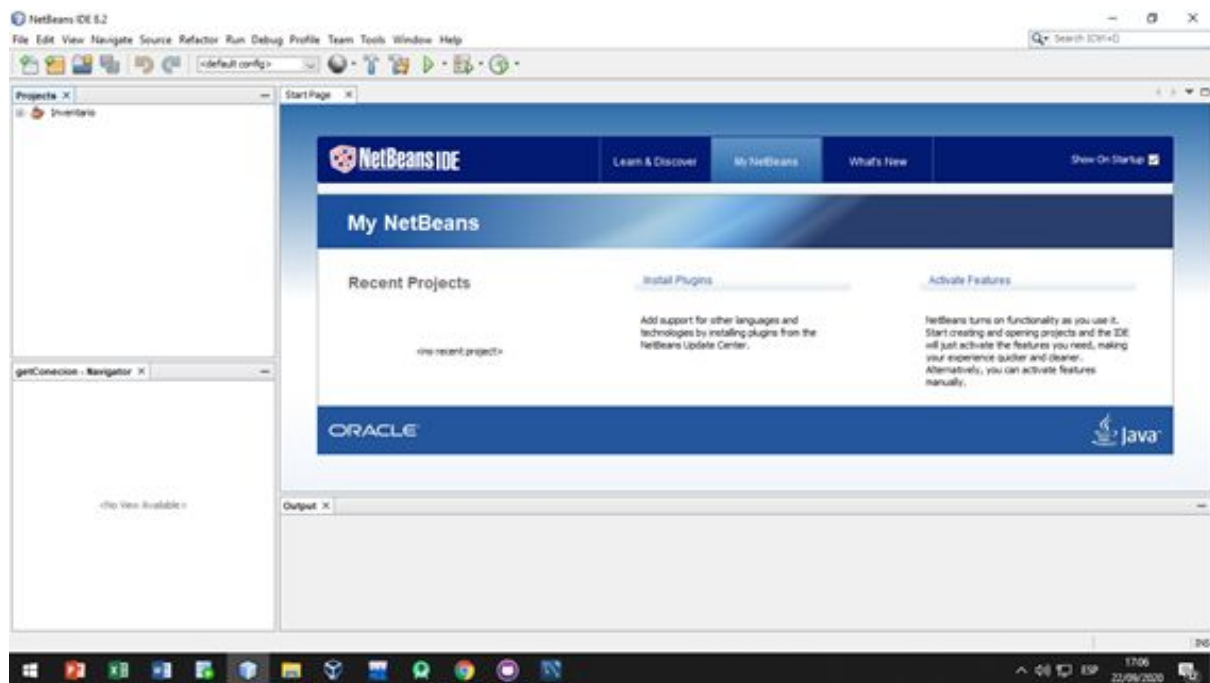 NetBeans IDE 8.2
File Edit View Navigate Source Refactor Run Debug Profile Team Tools Window Help
Search (Ctrl+I)
<default config>
Projects
Inventario
Start Page
NetBeans IDE
Learn & Discover
My NetBeans
What's New
Show On Startup
My NetBeans
Recent Projects
<no recent project>
Install Plugins
Add support for other languages and
technologies by installing plugins from the
NetBeans Update Center.
Activate Features
NetBeans turns on functionality as you use it.
Start creating and opening projects and the IDE
will just activate the features you need, making
your experience quicker and cleaner.
Alternatively, you can activate features
manually.
ORACLE
Java
getConecion - Navigator
<No View Available>
Output
INS
ESP
17:06
22/09/2020